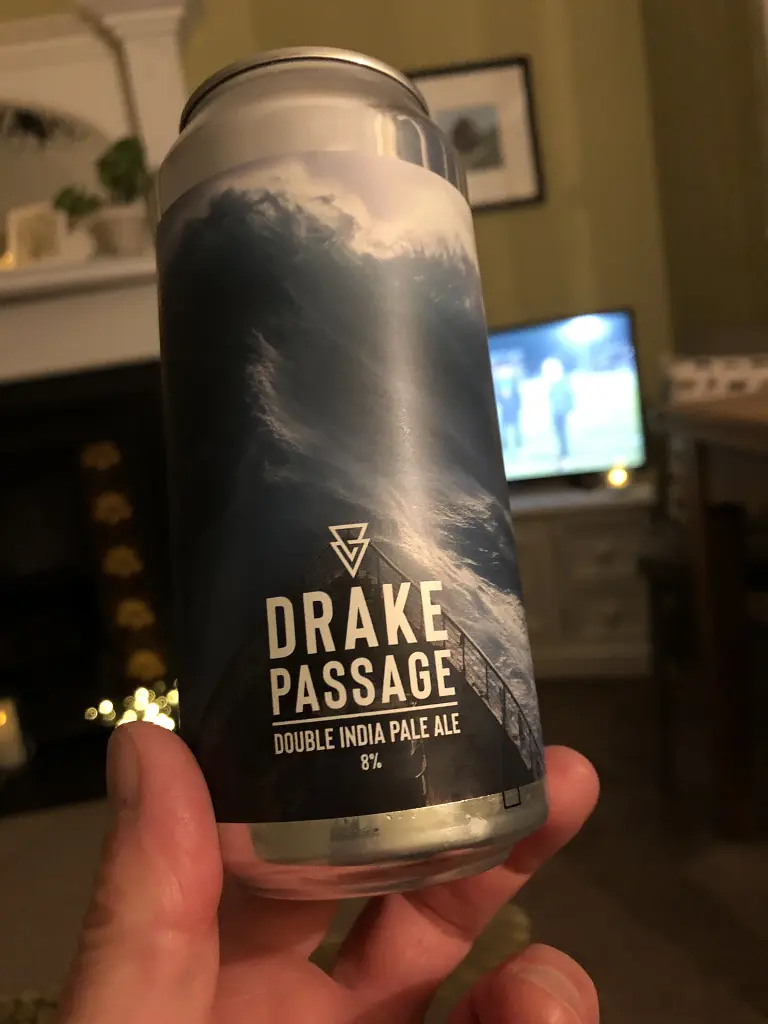 DRAKE
PASSAGE
DOUBLE INDIA PALE ALE
8%